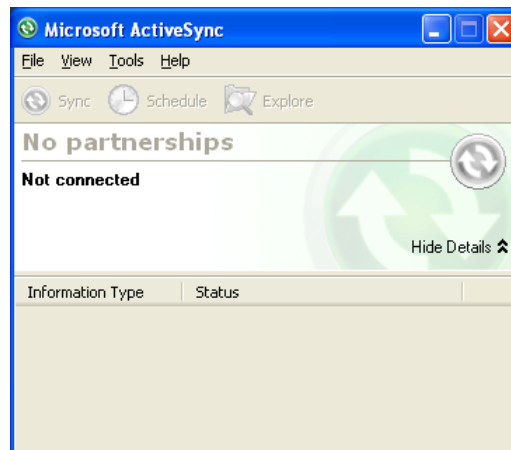 Microsoft ActiveSync
File View Tools Help
Sync Schedule Explore
No partnerships
Not connected
Hide Details
Information Type Status